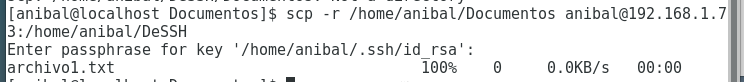 [anibal@localhost Documentos]$ scp -r /home/anibal/Documentos anibal@192.168.1.7
3:/home/anibal/DeSSH
Enter passphrase for key '/home/anibal/.ssh/id_rsa':
archivo1.txt 100% 0 0.0KB/s 00:00